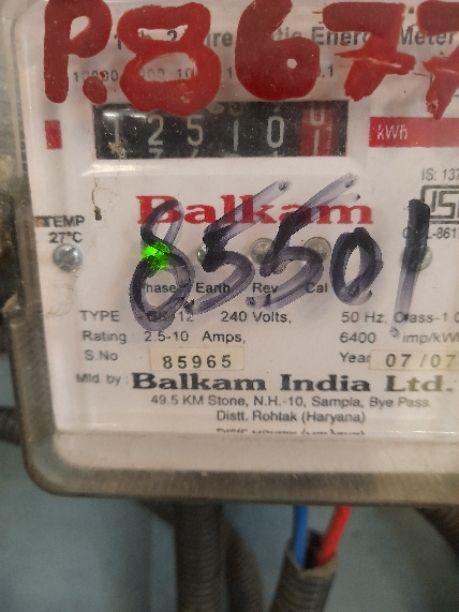 P.8677
Energy Meter
12510
kWh
IS: 137
Balkam
TEMP
27°C
85501
Phase Earth Rev Cal
TYPE 240 Volts, 50 Hz, Class-1.0
Rating 2.5-10 Amps, 6400 imp/kWh
S.No 85965 Year 07/07
Mfd. by : Balkam India Ltd.
49.5 KM Stone, N.H.-10, Sampla, Bye Pass.
Distt. Rohtak (Haryana)